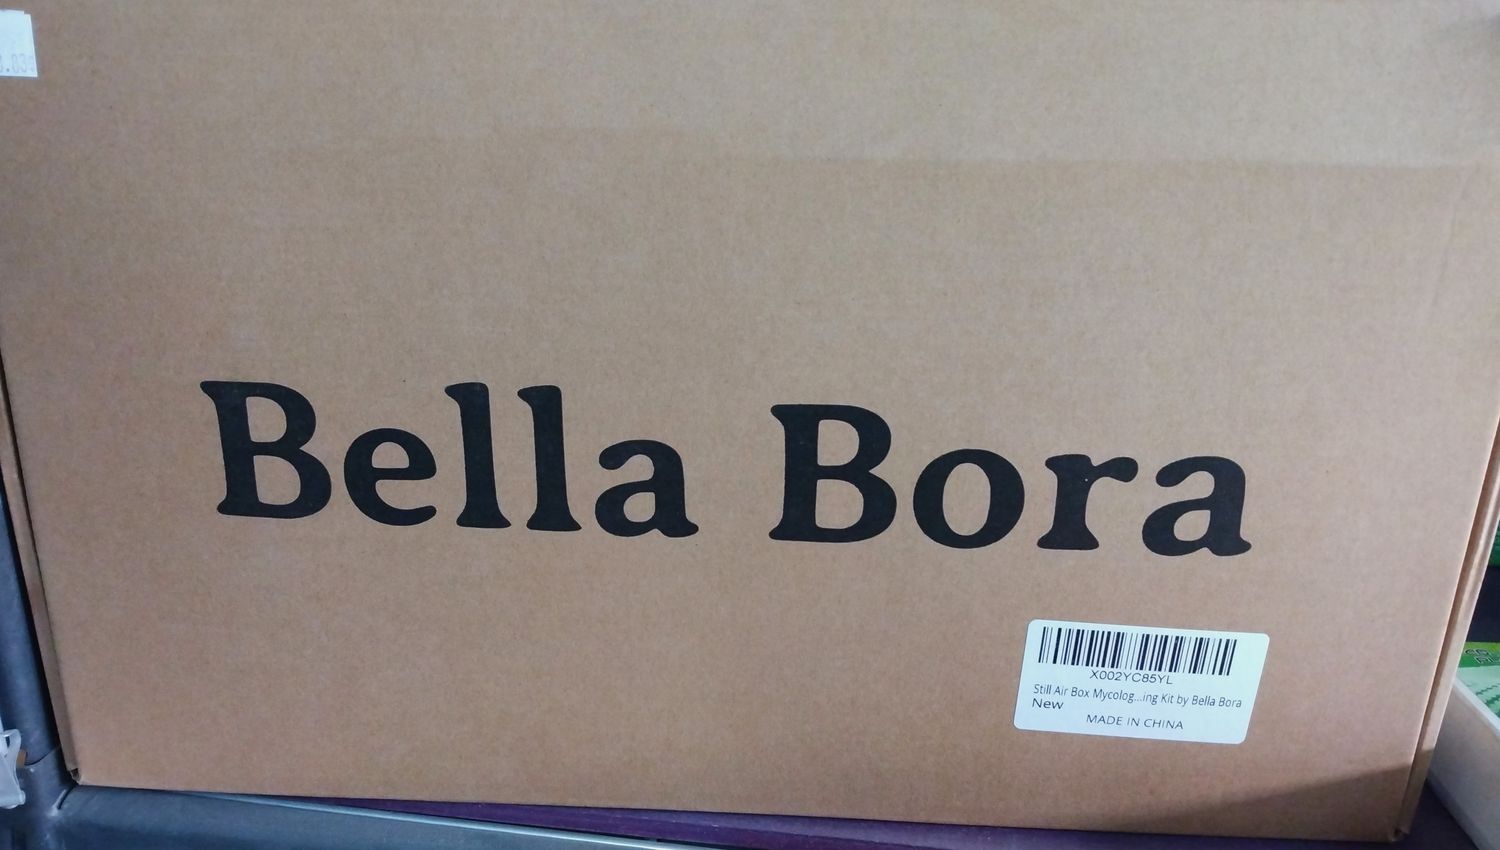 Bella Bora
X002YC85YL
Still Air Box Mycolog...ing Kit by Bella Bora
New
MADE IN CHINA